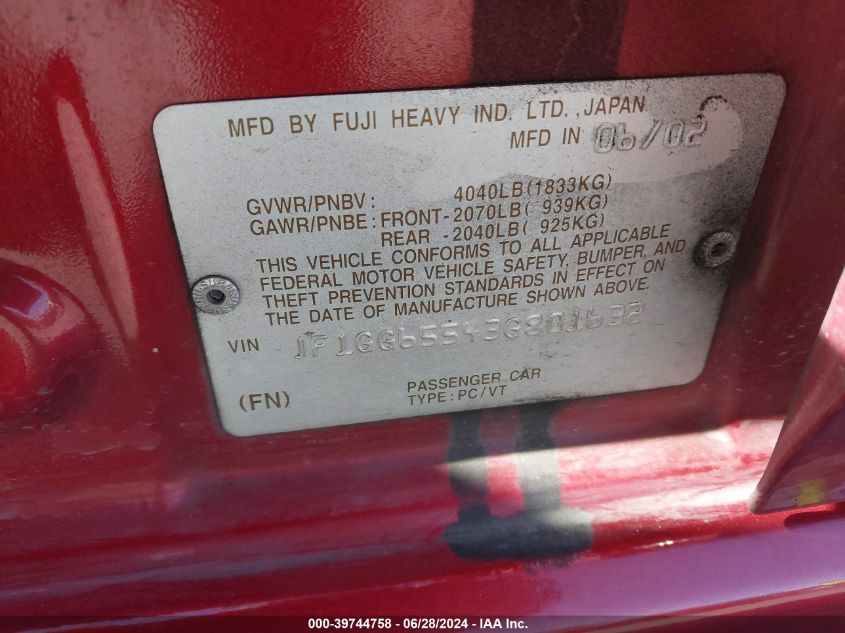 MFD BY FUJI HEAVY IND. LTD., JAPAN
MFD IN 06/02
GVWR/PNBV: 4040LB(1833KG)
GAWR/PNBE: FRONT-2070LB( 939KG)
REAR -2040LB( 925KG)
THIS VEHICLE CONFORMS TO ALL APPLICABLE
FEDERAL MOTOR VEHICLE SAFETY, BUMPER, AND
THEFT PREVENTION STANDARDS IN EFFECT ON
THE DATE OF MANUFACTURE SHOWN ABOVE.
VIN JF1GG65543G801632
(FN) PASSENGER CAR
TYPE: PC/VT
000-39744758 - 06/28/2024 - IAA Inc.